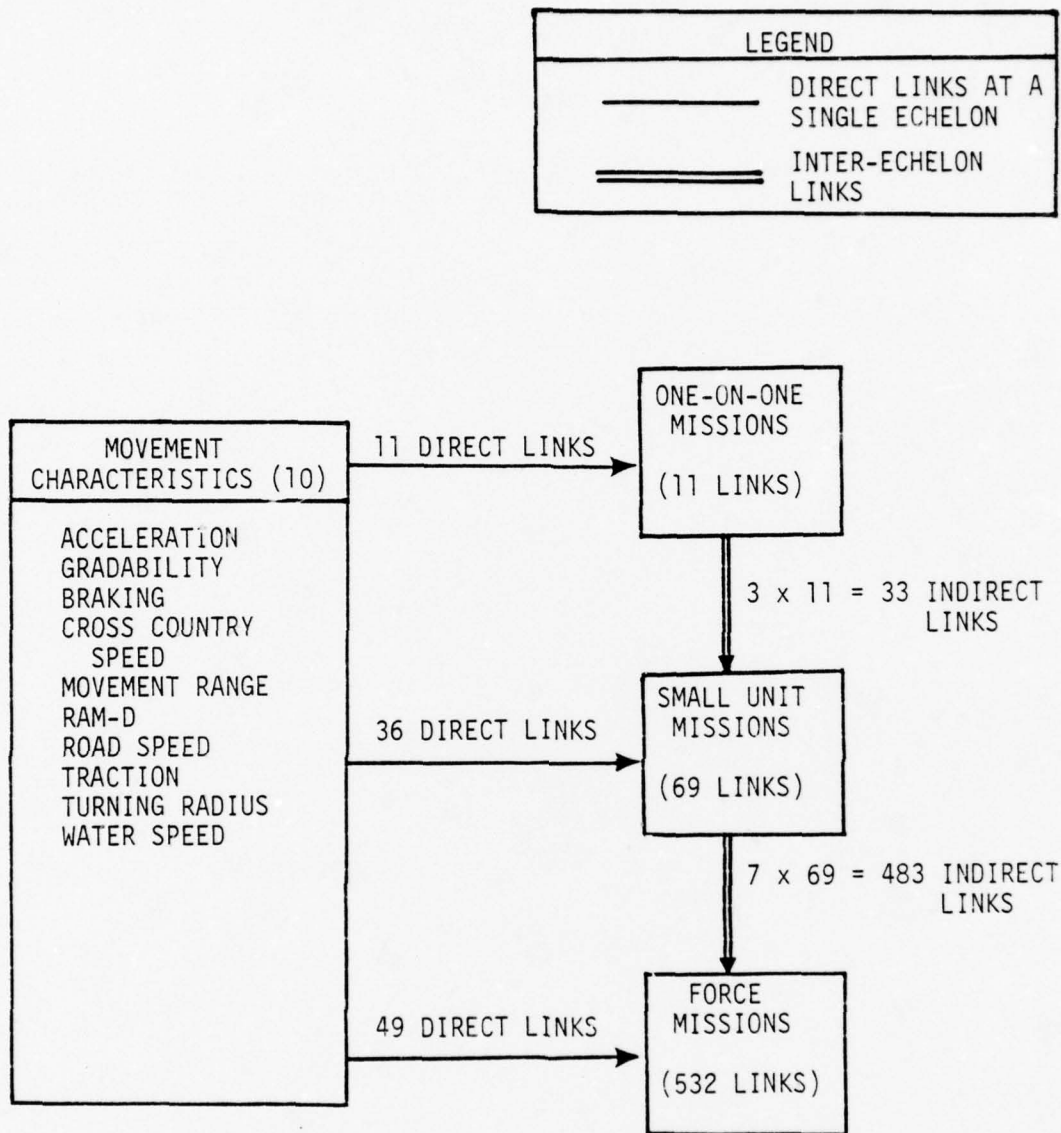 LEGEND
DIRECT LINKS AT A
SINGLE ECHELON
INTER-ECHELON
LINKS
MOVEMENT
CHARACTERISTICS (10)
ACCELERATION
GRADABILITY
BRAKING
CROSS COUNTRY
SPEED
MOVEMENT RANGE
RAM-D
ROAD SPEED
TRACTION
TURNING RADIUS
WATER SPEED
11 DIRECT LINKS
ONE-ON-ONE
MISSIONS
(11 LINKS)
3 x 11 = 33 INDIRECT
LINKS
36 DIRECT LINKS
SMALL UNIT
MISSIONS
(69 LINKS)
7 x 69 = 483 INDIRECT
LINKS
49 DIRECT LINKS
FORCE
MISSIONS
(532 LINKS)